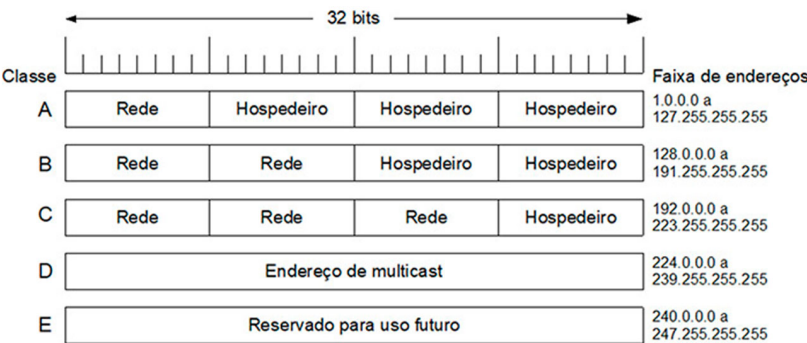 32 bits
Classe
Faixa de endereços
A
Rede
Hospedeiro
Hospedeiro
Hospedeiro
1.0.0.0 a
127.255.255.255
B
Rede
Rede
Hospedeiro
Hospedeiro
128.0.0.0 a
191.255.255.255
C
Rede
Rede
Rede
Hospedeiro
192.0.0.0 a
223.255.255.255
D
Endereço de multicast
224.0.0.0 a
239.255.255.255
E
Reservado para uso futuro
240.0.0.0 a
247.255.255.255